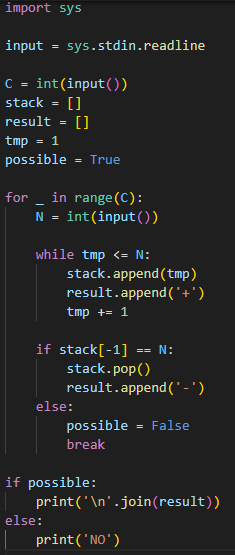 import sys

input = sys.stdin.readline

C = int(input())
stack = []
result = []
tmp = 1
possible = True

for _ in range(C):
    N = int(input())

    while tmp <= N:
        stack.append(tmp)
        result.append('+')
        tmp += 1

    if stack[-1] == N:
        stack.pop()
        result.append('-')
    else:
        possible = False
        break

if possible:
    print('\n'.join(result))
else:
    print('NO')